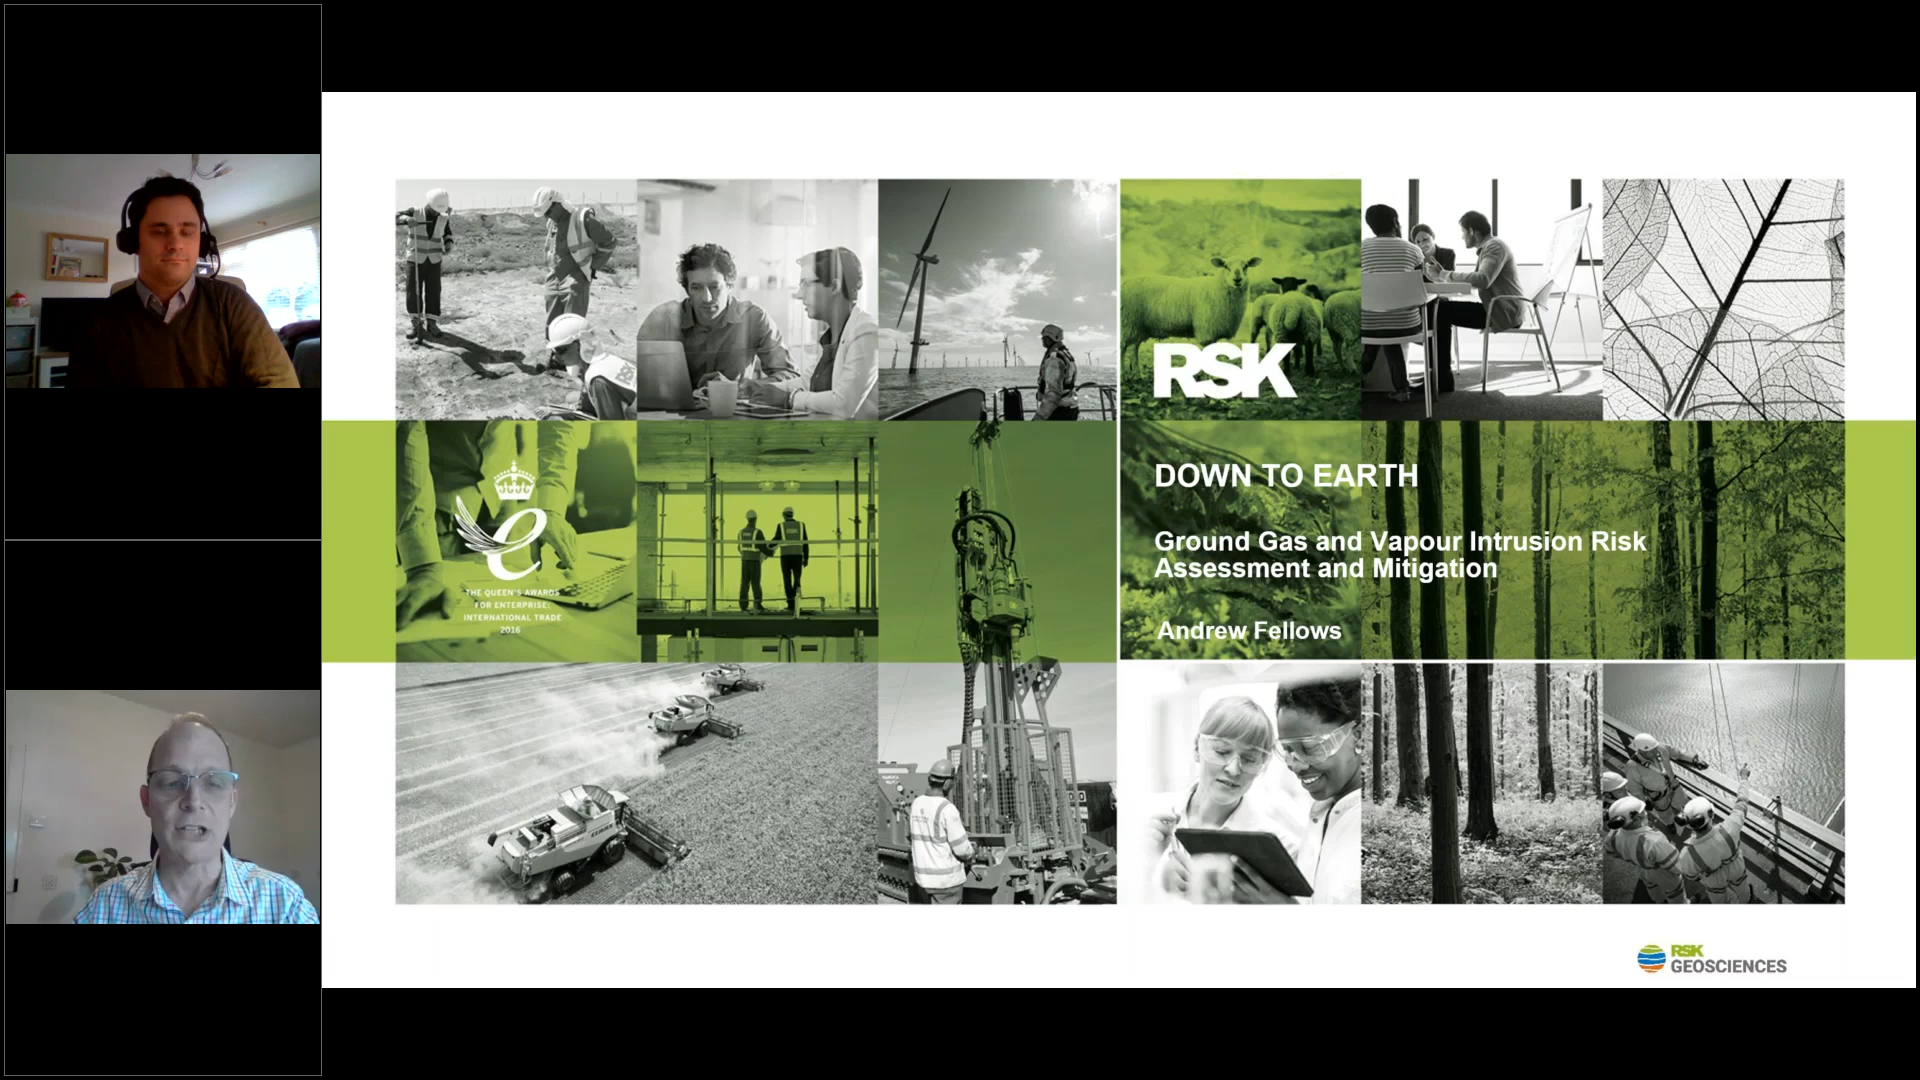 RSK
DOWN TO EARTH
Ground Gas and Vapour Intrusion Risk
Assessment and Mitigation
Andrew Fellows
e
THE QUEEN'S AWARDS
FOR ENTERPRISE:
INTERNATIONAL TRADE
2016
CLAAS
RSK
GEOSCIENCES